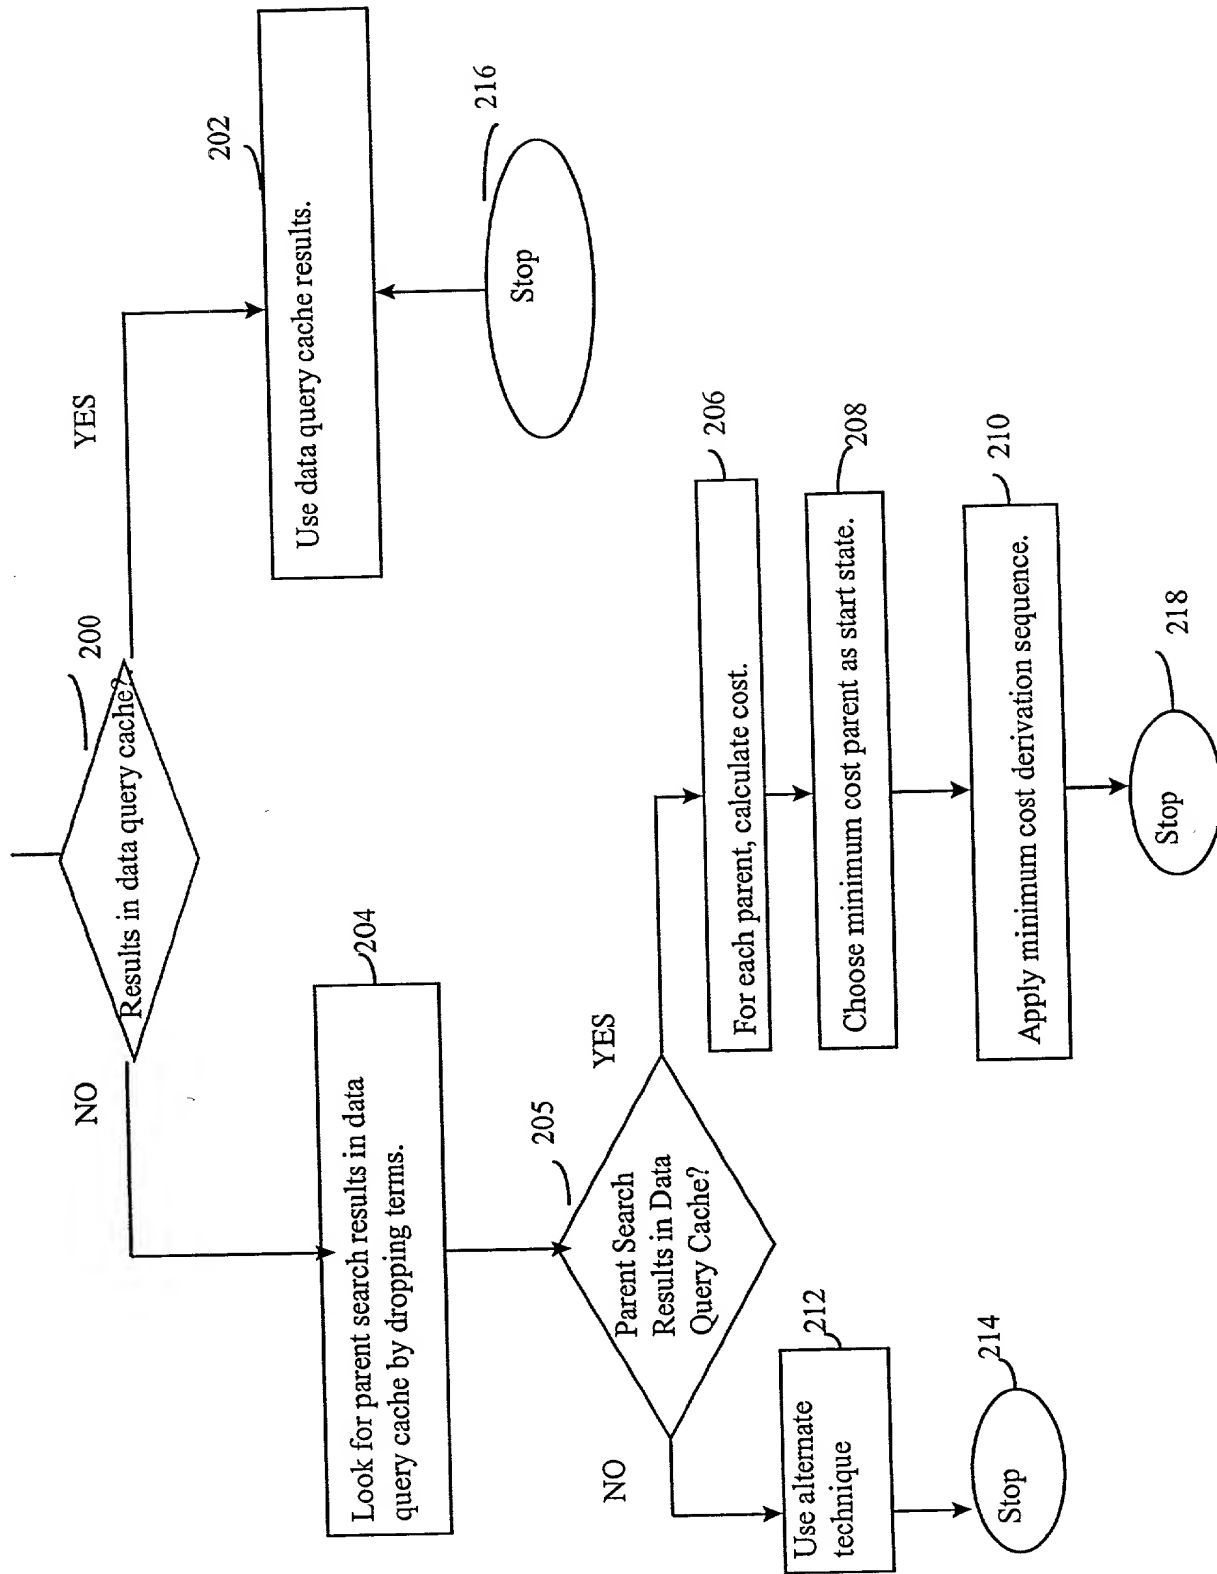 200
Results in data query cache?
NO
YES
202
Use data query cache results.
216
Stop
204
Look for parent search results in data
query cache by dropping terms.
205
Parent Search
Results in Data
Query Cache?
NO
YES
206
For each parent, calculate cost.
208
Choose minimum cost parent as start state.
210
Apply minimum cost derivation sequence.
218
Stop
212
Use alternate
technique
214
Stop